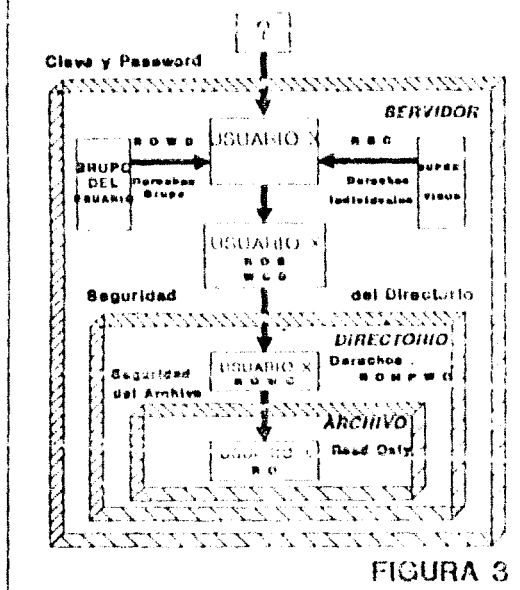 ?
Clave y Password
SERVIDOR
GRUPO DEL USUARIO
R O W D
Derechos Grupo
USUARIO X
Derechos Individuales
USUARIO X
Seguridad del Directorio
DIRECTORIO
Seguridad del Archivo
USUARIO X
Derechos
ARCHIVO
Read Only
R O
FIGURA 3